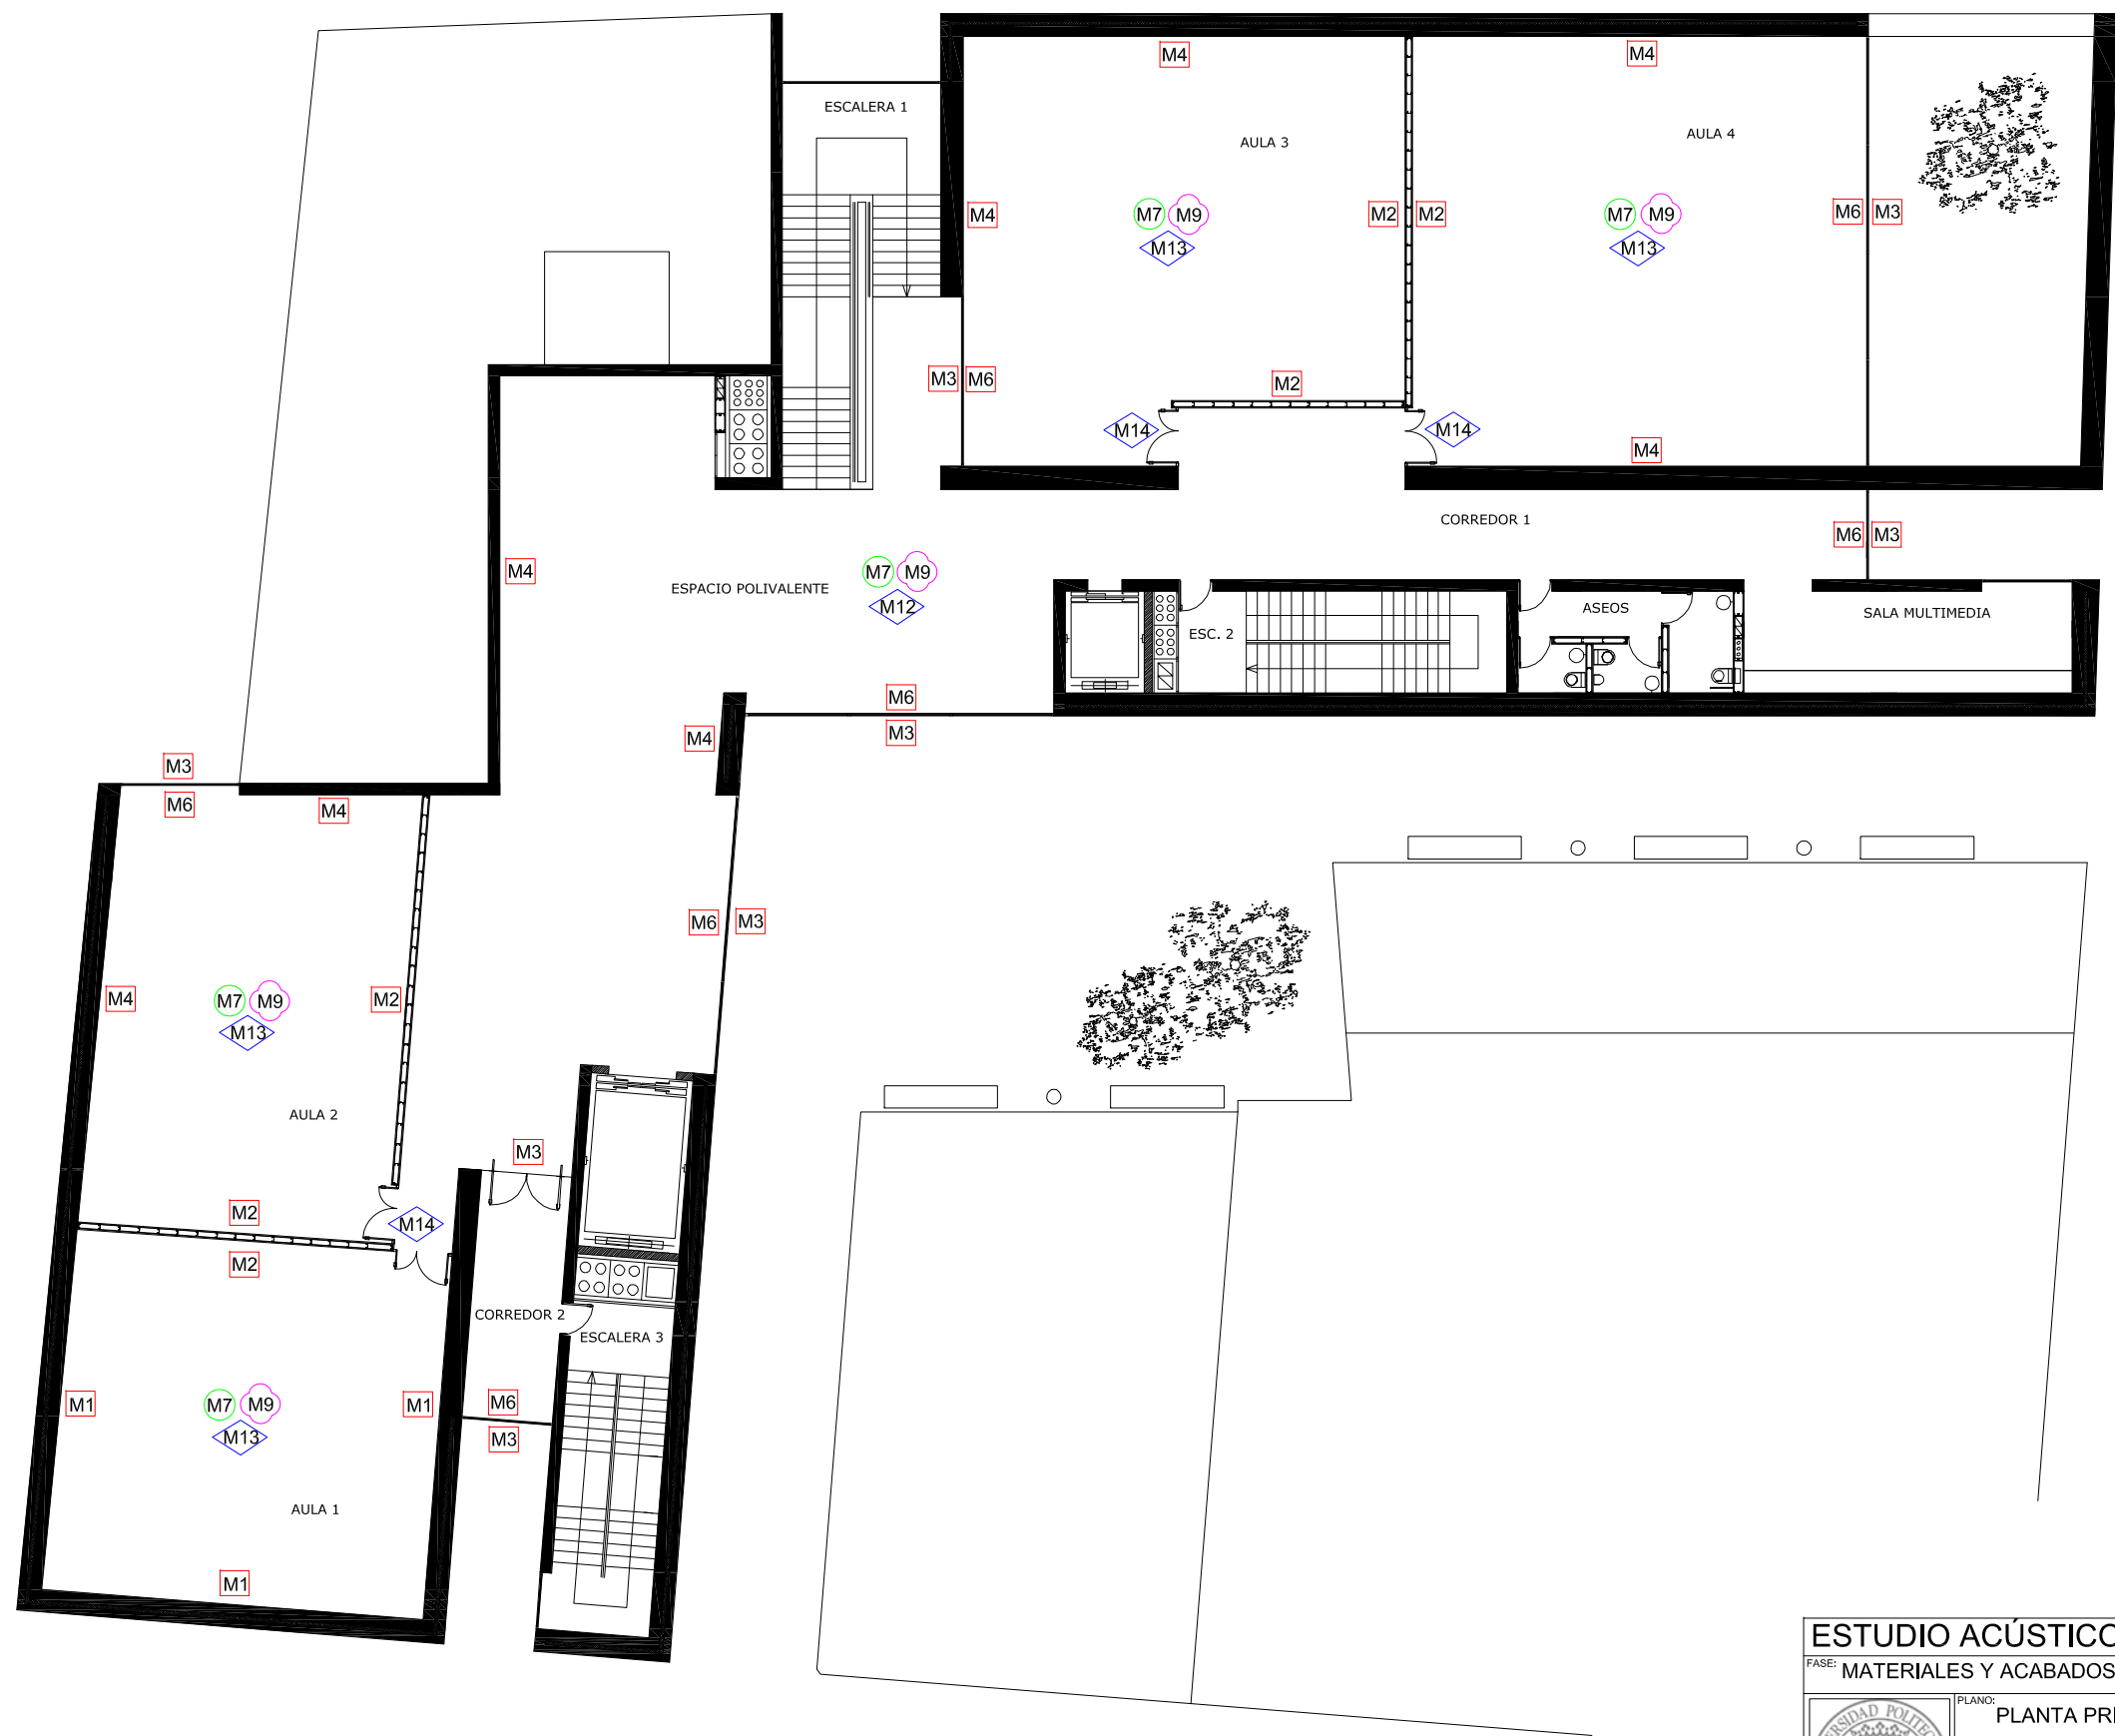 M4
M4
ESCALERA 1
AULA 3
AULA 4
M4
M7
M9
M2
M2
M7
M9
M6
M3
M13
M13
M3
M6
M2
M14
M14
M4
CORREDOR 1
M6
M3
M4
M7
M9
ESPACIO POLIVALENTE
M12
ASEOS
SALA MULTIMEDIA
ESC. 2
M6
M4
M3
M3
M6
M4
M6
M3
M4
M7
M9
M2
M13
AULA 2
M3
M2
M14
M2
CORREDOR 2
ESCALERA 3
M1
M7
M9
M1
M6
M13
M3
AULA 1
M1
ESTUDIO ACÚSTICO
FASE: MATERIALES Y ACABADOS
PLANO:
PLANTA PRI